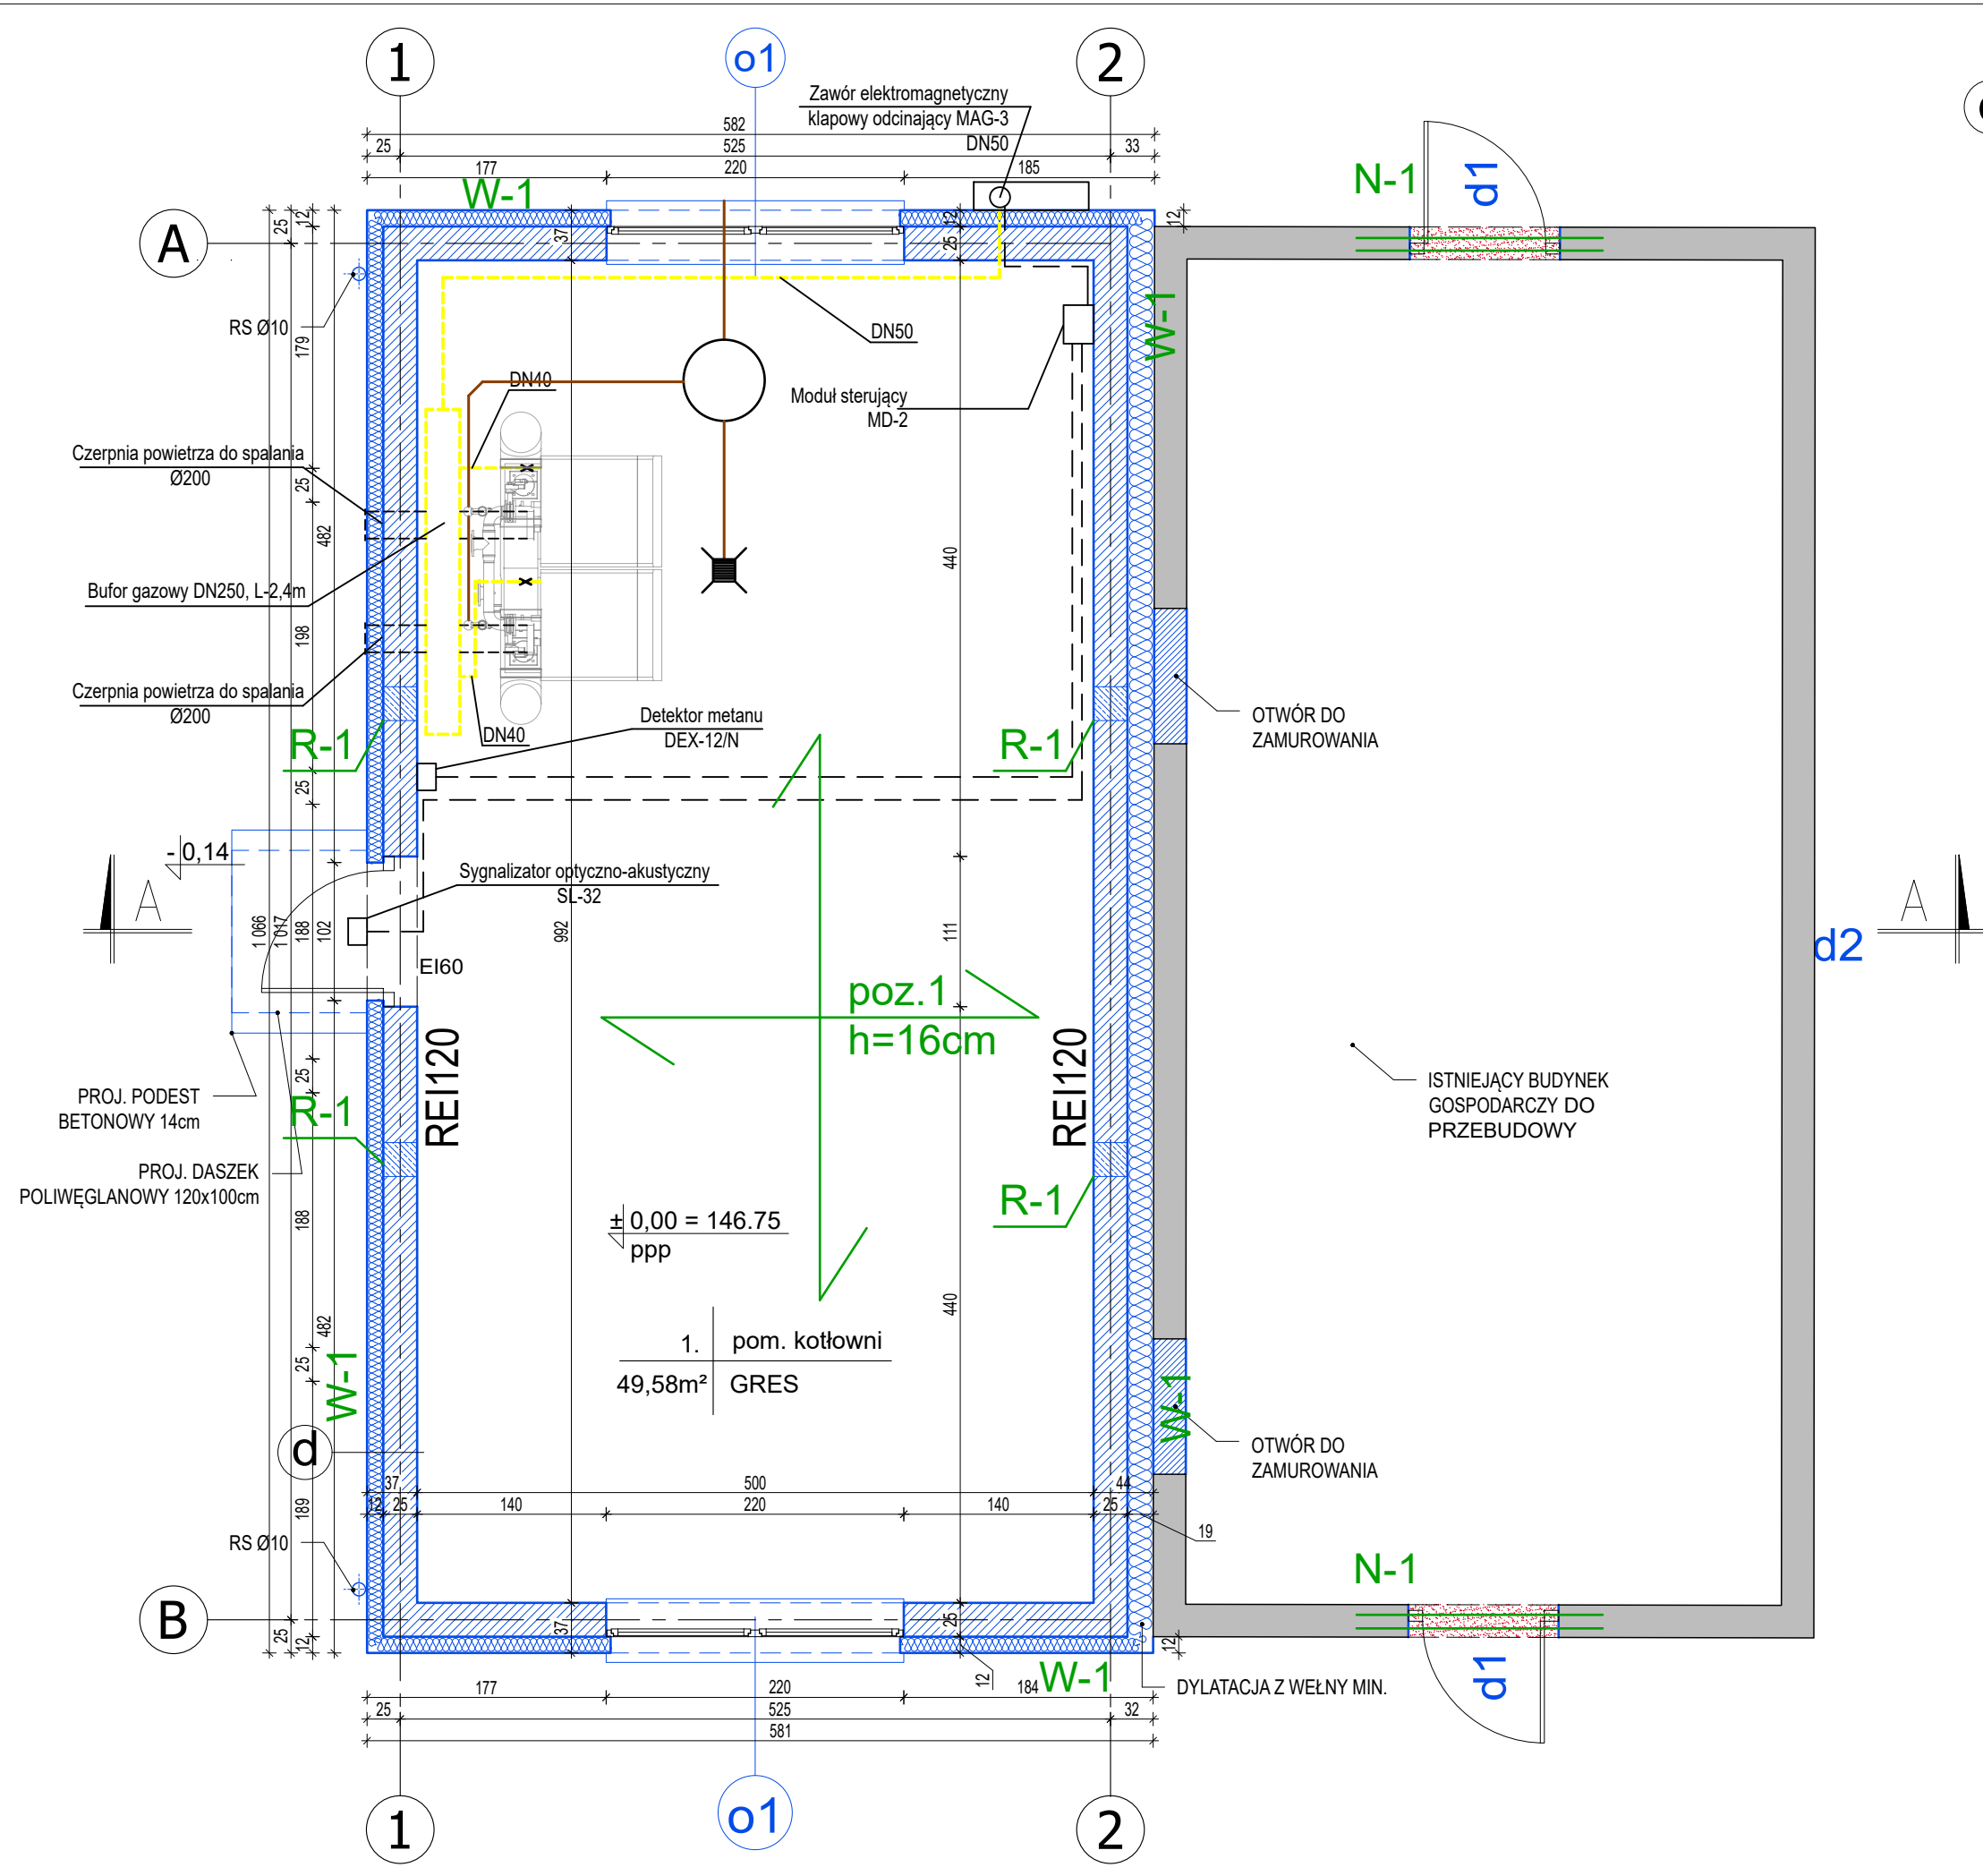 1
o1
2
Zawór elektromagnetyczny
klapowy odcinający MAG-3
DN50
582
25
525
33
177
220
185
W-1
N-1
d1
A
25
12
37
12
25
12
RS Ø10
179
W-1
DN50
DN40
Moduł sterujący
MD-2
Czerpnia powietrza do spalania
Ø200
25
482
440
Bufor gazowy DN250, L-2,4m
198
Czerpnia powietrza do spalania
Ø200
R-1
DN40
Detektor metanu
DEX-12/N
R-1
OTWÓR DO
ZAMUROWANIA
25
- 0,14
A
Sygnalizator optyczno-akustyczny
SL-32
1 066
1 017
188
102
992
111
EI60
A
d2
poz.1
h=16cm
REI120
REI120
25
PROJ. PODEST
BETONOWY 14cm
R-1
ISTNIEJĄCY BUDYNEK
GOSPODARCZY DO
PRZEBUDOWY
PROJ. DASZEK
POLIWĘGLANOWY 120x100cm
188
R-1
± 0,00 = 146.75
ppp
482
440
1. pom. kotłowni
49,58m² GRES
25
W-1
W-1
d
OTWÓR DO
ZAMUROWANIA
37
500
44
12
25
140
220
140
25
19
189
RS Ø10
N-1
B
25
12
37
25
12
12
W-1
d1
DYLATACJA Z WEŁNY MIN.
177
220
184
25
525
32
581
1
o1
2